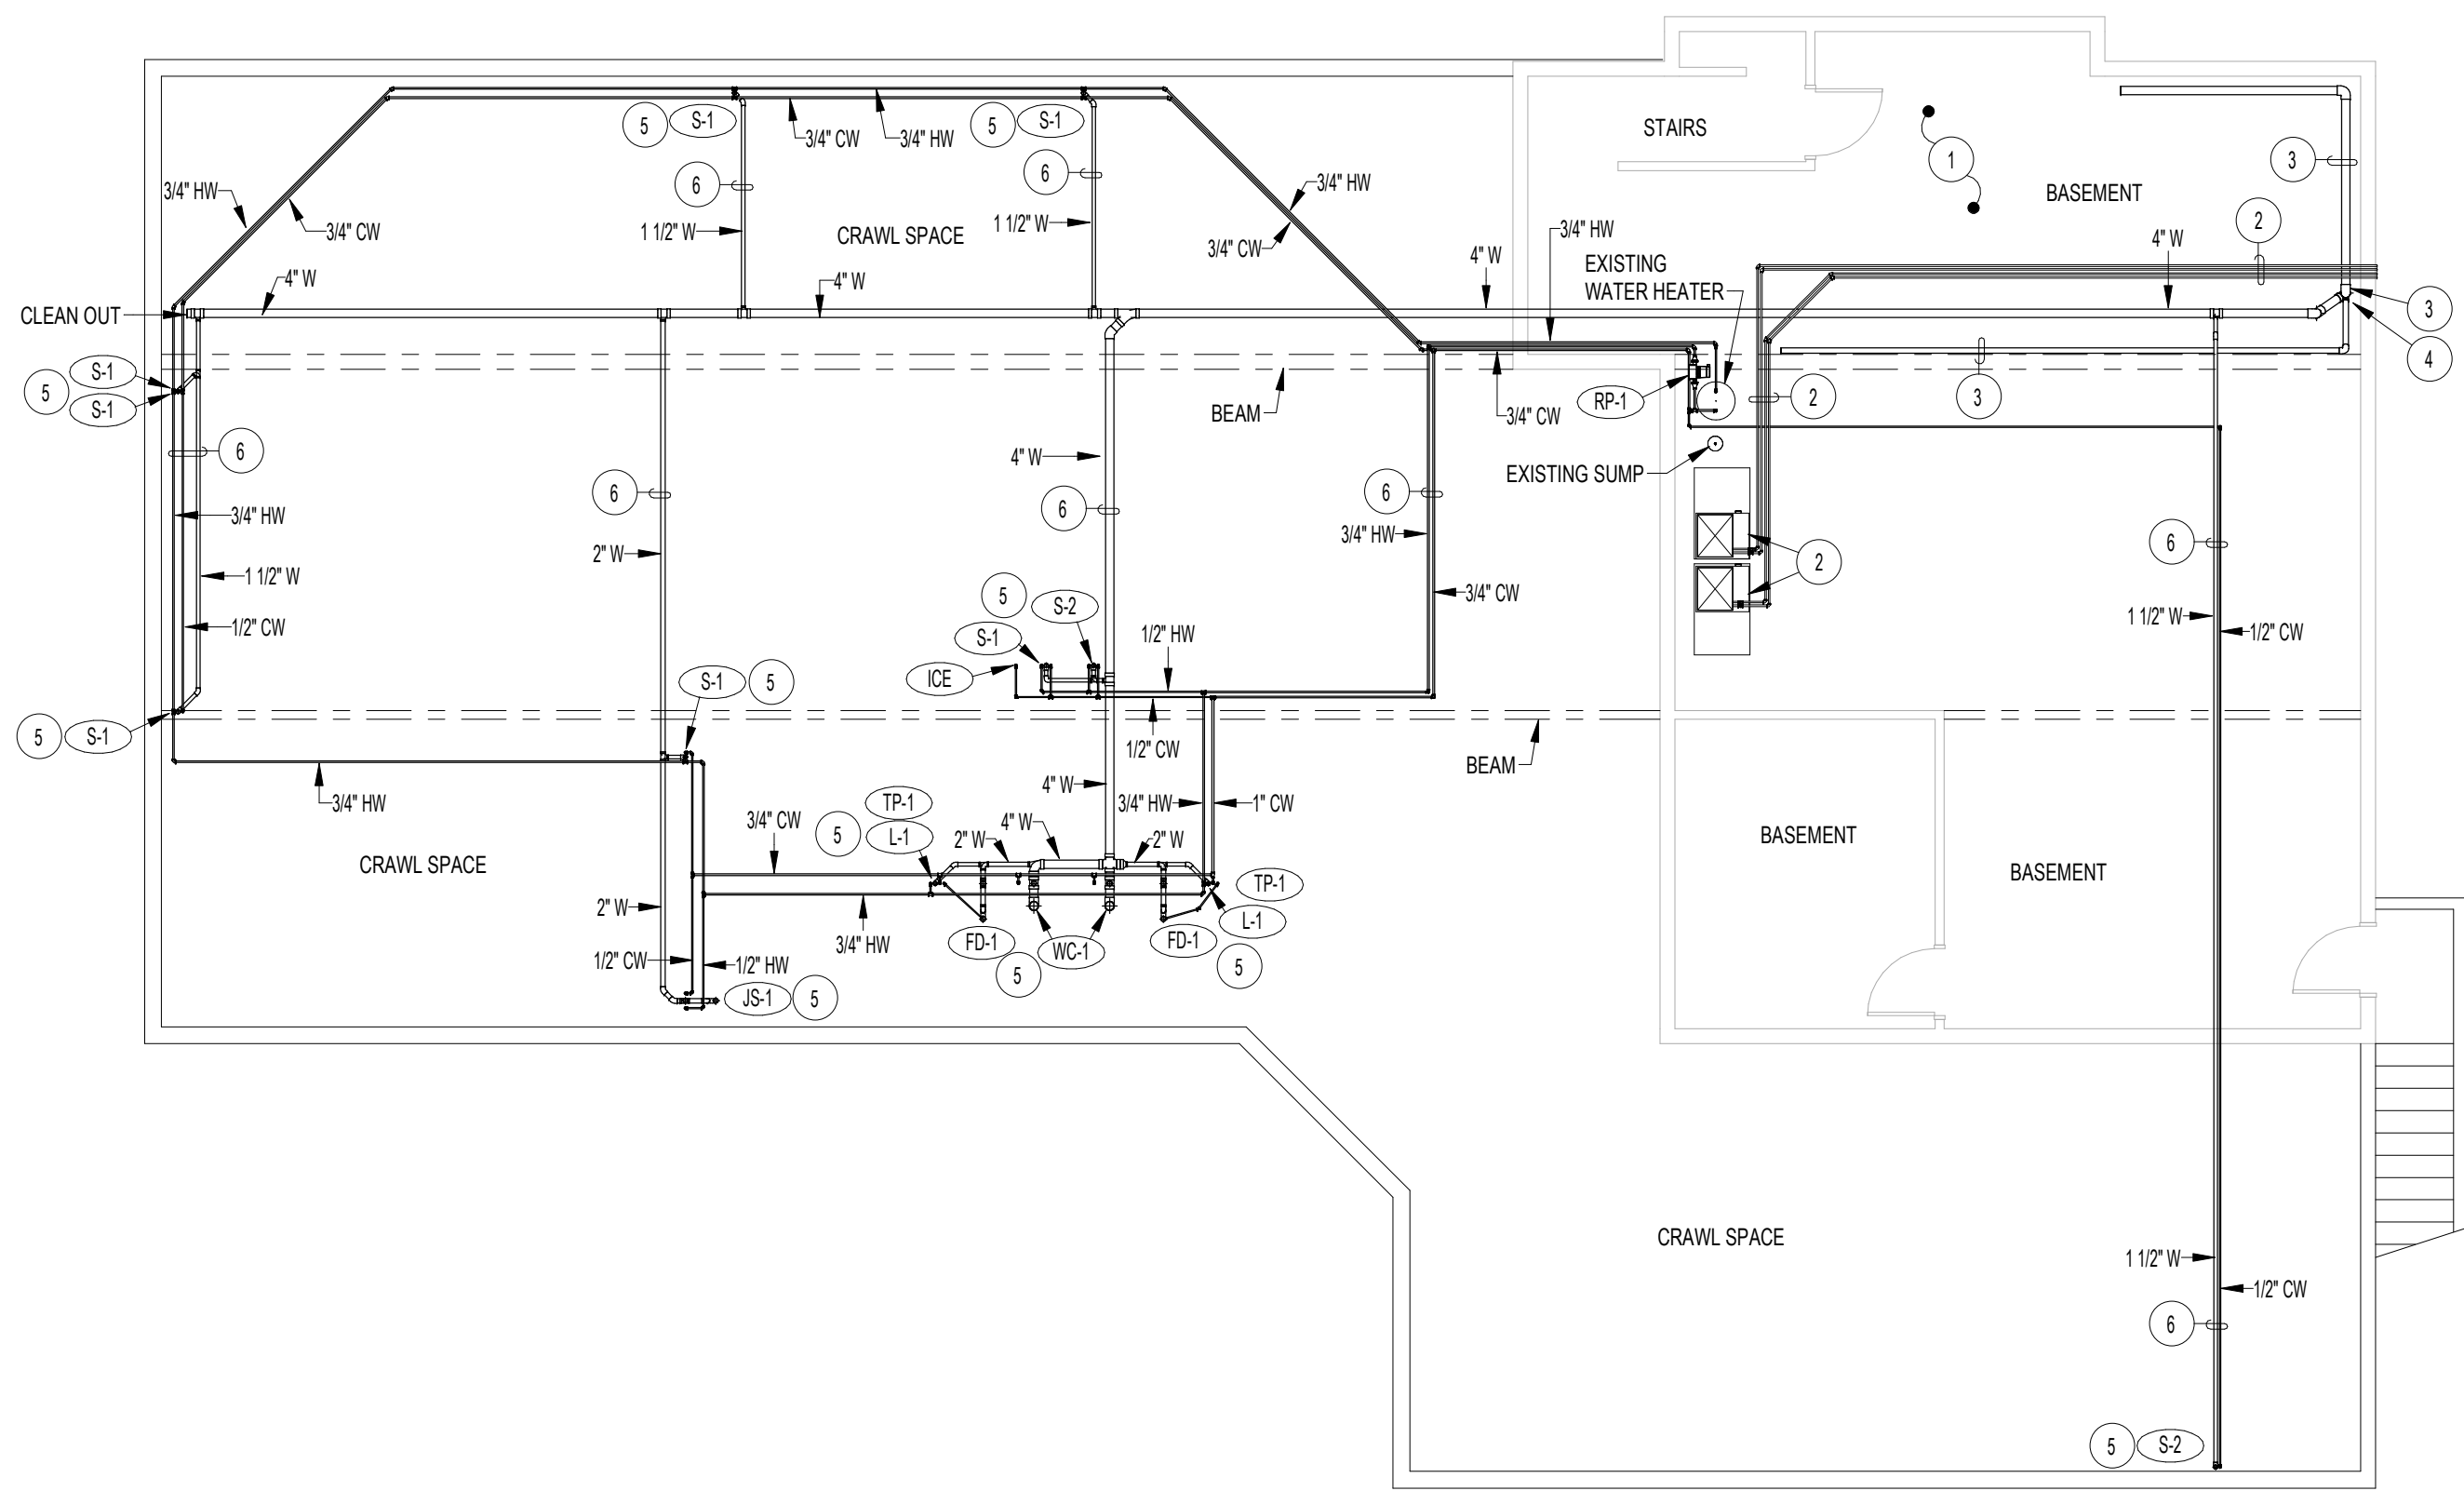 5
S-1
3/4" CW
3/4" HW
5
S-1
STAIRS
1
3
BASEMENT
6
6
3/4" HW
3/4" HW
3/4" CW
1 1/2" W
CRAWL SPACE
1 1/2" W
3/4" CW
3/4" HW
2
4" W
4" W
EXISTING
WATER HEATER
4" W
4" W
CLEAN OUT
3
4
S-1
5
S-1
BEAM
3/4" CW
RP-1
2
3
6
4" W
EXISTING SUMP
6
6
6
3/4" HW
3/4" HW
2" W
6
2
1 1/2" W
3/4" CW
5
S-2
1/2" CW
S-1
1/2" HW
1 1/2" W
1/2" CW
ICE
S-1
5
5
S-1
1/2" CW
BEAM
3/4" HW
4" W
3/4" HW
1" CW
TP-1
3/4" CW
5
L-1
2" W
4" W
2" W
BASEMENT
CRAWL SPACE
BASEMENT
TP-1
2" W
L-1
3/4" HW
FD-1
WC-1
FD-1
1/2" CW
1/2" HW
5
5
JS-1
5
CRAWL SPACE
1 1/2" W
1/2" CW
6
5
S-2